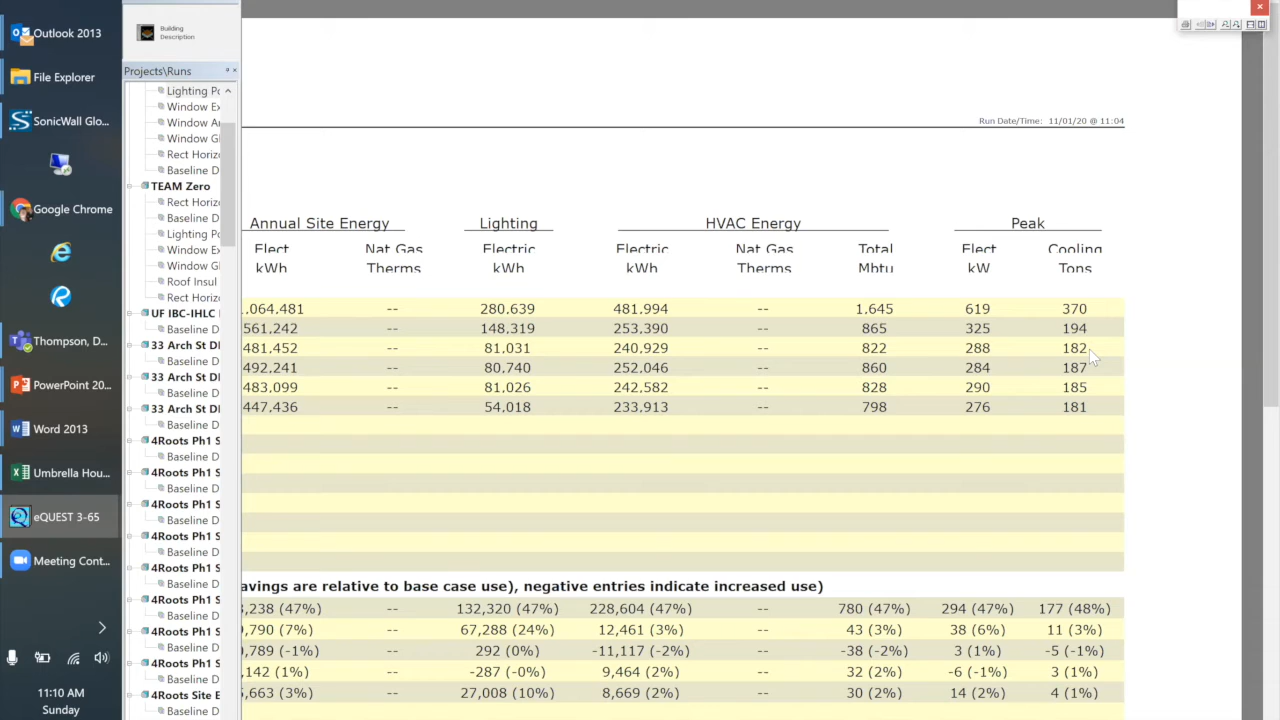 Outlook 2013
File Explorer
SonicWall Glo...
Google Chrome
Thompson, D...
PowerPoint 20...
Word 2013
Umbrella Hou...
eQUEST 3-65
Meeting Cont...
11:10 AM
Sunday
Building
Description
Projects\Runs
Lighting Po
Window Ex
Window Ar
Window Gl
Rect Horizo
Baseline D
TEAM Zero
Rect Horizo
Baseline D
Lighting Po
Window Ex
Window Gl
Roof Insul
Rect Horizo
UF IBC-IHLC
Baseline D
33 Arch St DI
Baseline D
33 Arch St DI
Baseline D
33 Arch St DI
Baseline D
4Roots Ph1 S
Baseline D
4Roots Ph1 S
Baseline D
4Roots Ph1 S
Baseline D
4Roots Ph1 S
Baseline D
4Roots Ph1 S
Baseline D
4Roots Ph1 S
Baseline D
4Roots Ph1 S
Baseline D
4Roots Ph1 S
Baseline D
4Roots Site E
Baseline D
Run Date/Time: 11/01/20 @ 11:04
Annual Site Energy Lighting HVAC Energy Peak
Elect Nat Gas Electric Electric Nat Gas Total Elect Cooling
kWh Therms kWh kWh Therms Mbtu kW Tons
.064.481 -- 280,639 481,994 -- 1,645 619 370
561,242 -- 148,319 253,390 -- 865 325 194
481,452 -- 81,031 240,929 -- 822 288 182
492,241 -- 80,740 252,046 -- 860 284 187
483,099 -- 81,026 242,582 -- 828 290 185
447,436 -- 54,018 233,913 -- 798 276 181
avings are relative to base case use), negative entries indicate increased use)
,238 (47%) -- 132,320 (47%) 228,604 (47%) -- 780 (47%) 294 (47%) 177 (48%)
,790 (7%) -- 67,288 (24%) 12,461 (3%) -- 43 (3%) 38 (6%) 11 (3%)
,789 (-1%) -- 292 (0%) -11,117 (-2%) -- -38 (-2%) 3 (1%) -5 (-1%)
,142 (1%) -- -287 (-0%) 9,464 (2%) -- 32 (2%) -6 (-1%) 3 (1%)
,663 (3%) -- 27,008 (10%) 8,669 (2%) -- 30 (2%) 14 (2%) 4 (1%)